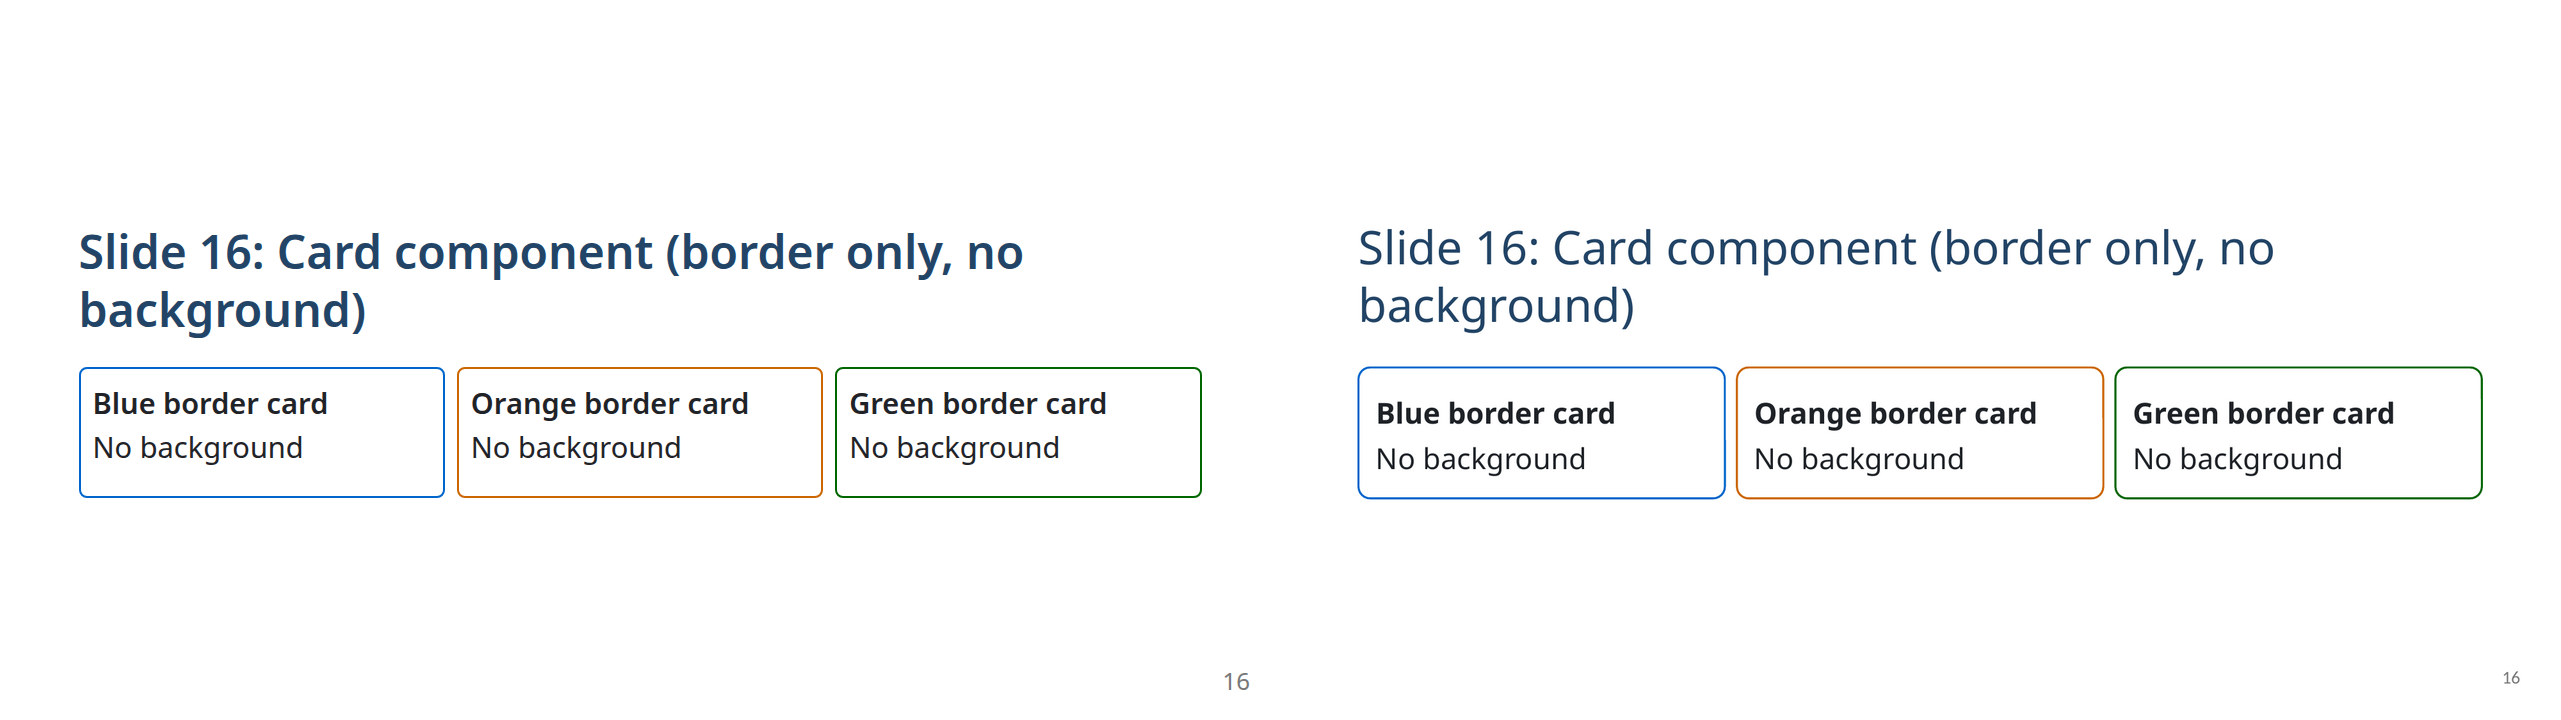 Slide 16: Card component (border only, no
background)
Blue border card
No background
Orange border card
No background
Green border card
No background
16
Slide 16: Card component (border only, no
background)
Blue border card
No background
Orange border card
No background
Green border card
No background
16